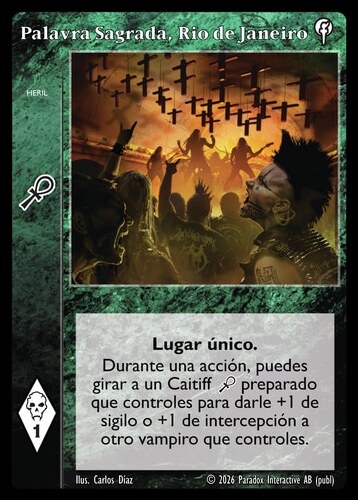 Palavra Sagrada, Rio de Janeiro
HERIL
Lugar único.
Durante una acción, puedes
girar a un Caitiff preparado
que controles para darle +1 de
sigilo o +1 de intercepción a
otro vampiro que controles.
1
Ilus. Carlos Díaz
© 2026 Paradox Interactive AB (publ)